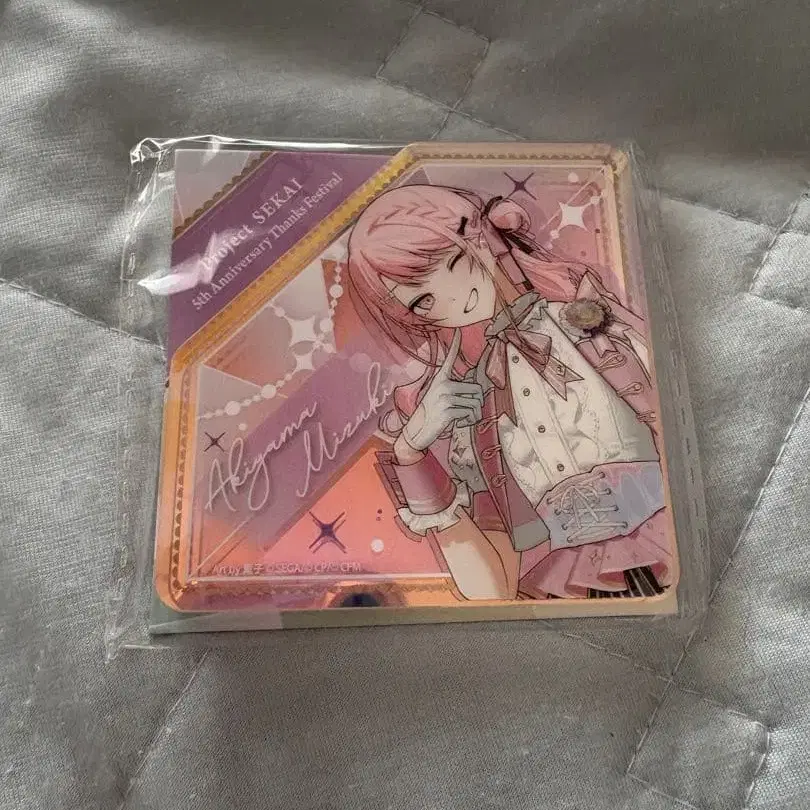 Project SEKAI
5th Anniversary Thanks Festival
Akiyama
Mizuki
Art by 夏子 ©SEGA/© CP/© CFM